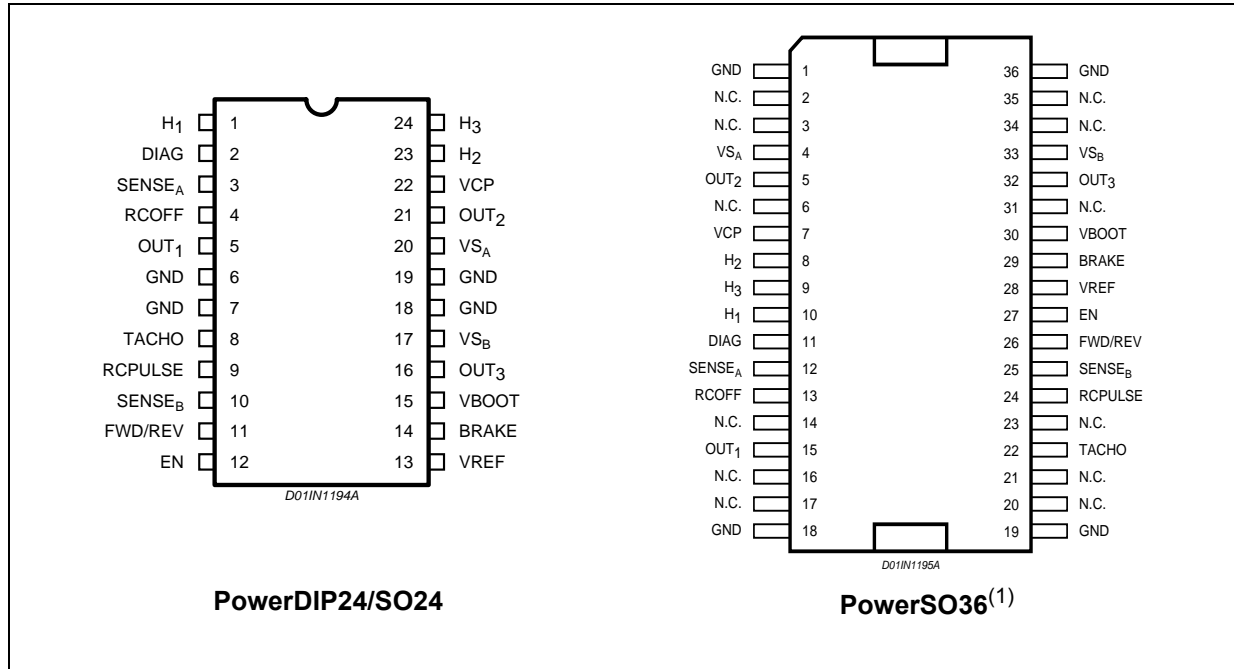 H1 1 24 H3
DIAG 2 23 H2
SENSEA 3 22 VCP
RCOFF 4 21 OUT2
OUT1 5 20 VSA
GND 6 19 GND
GND 7 18 GND
TACHO 8 17 VSB
RCPULSE 9 16 OUT3
SENSEB 10 15 VBOOT
FWD/REV 11 14 BRAKE
EN 12 13 VREF
D01IN1194A
PowerDIP24/SO24
GND 1 36 GND
N.C. 2 35 N.C.
N.C. 3 34 N.C.
VSA 4 33 VSB
OUT2 5 32 OUT3
N.C. 6 31 N.C.
VCP 7 30 VBOOT
H2 8 29 BRAKE
H3 9 28 VREF
H1 10 27 EN
DIAG 11 26 FWD/REV
SENSEA 12 25 SENSEB
RCOFF 13 24 RCPULSE
N.C. 14 23 N.C.
OUT1 15 22 TACHO
N.C. 16 21 N.C.
N.C. 17 20 N.C.
GND 18 19 GND
D01IN1195A
PowerSO36(1)